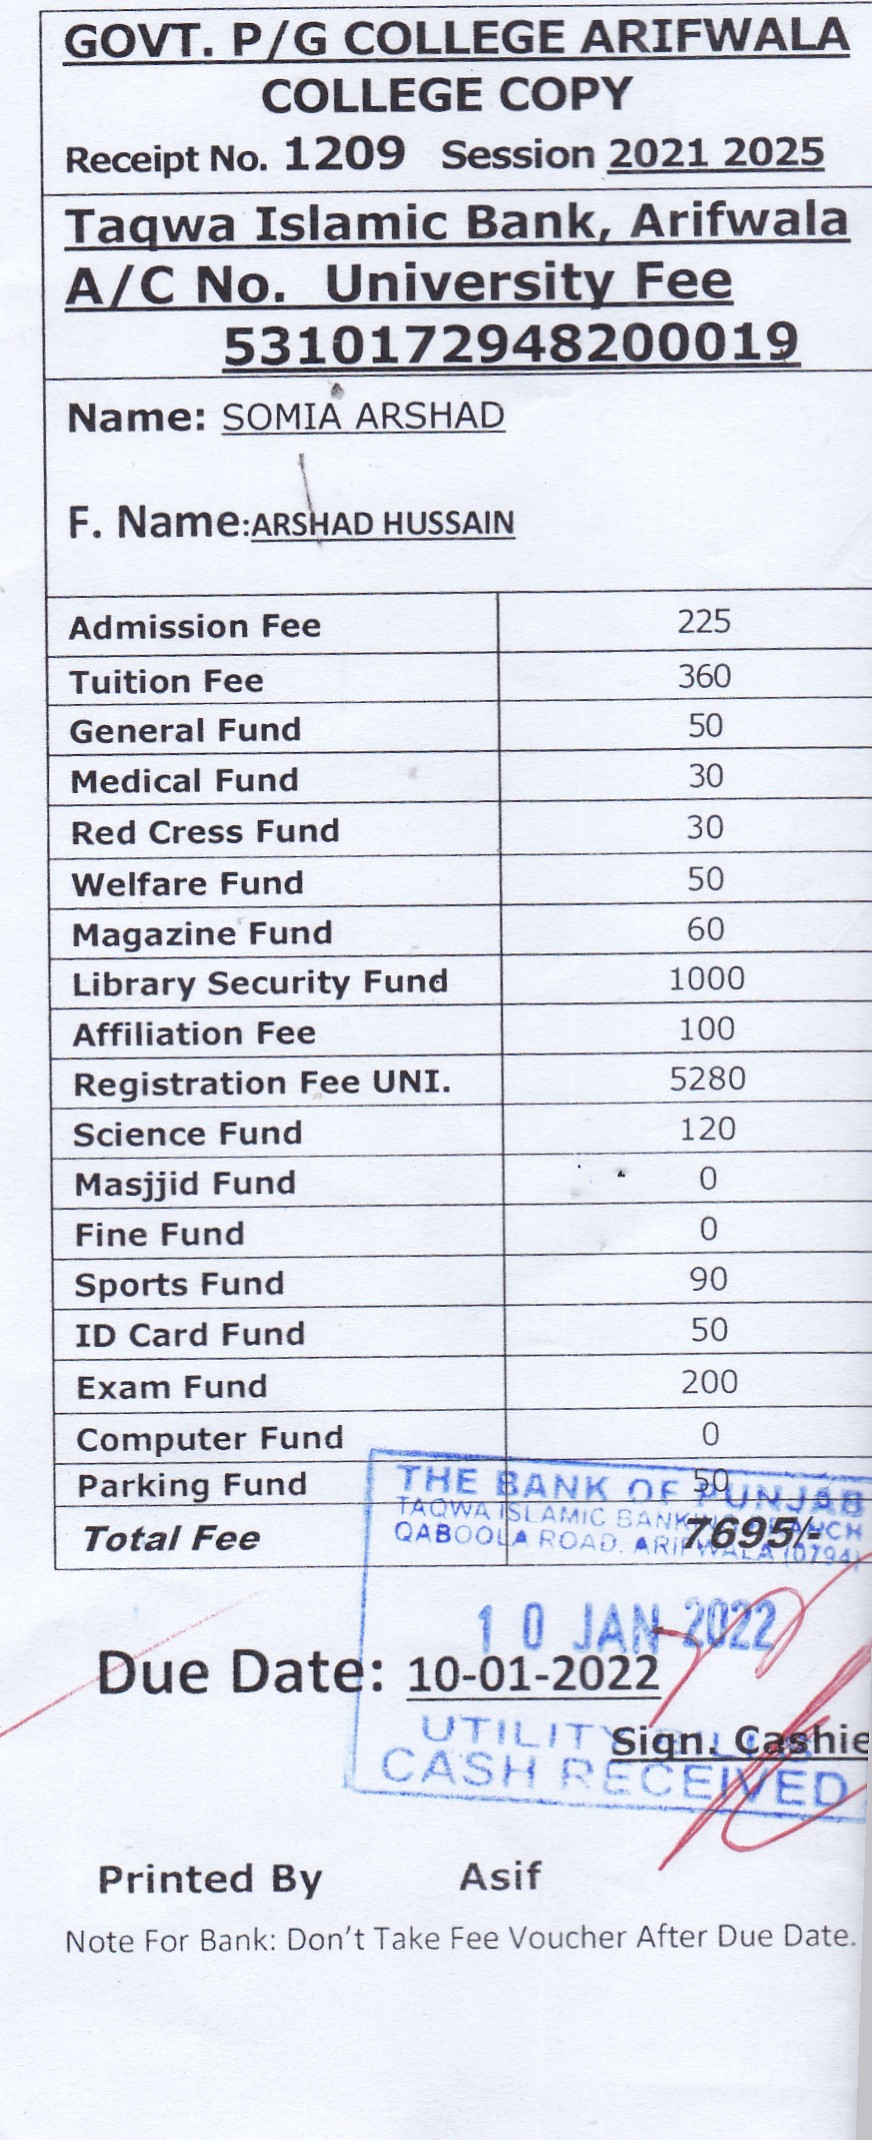 GOVT. P/G COLLEGE ARIFWALA
COLLEGE COPY
Receipt No. 1209 Session 2021 2025
Taqwa Islamic Bank, Arifwala
A/C No. University Fee
5310172948200019
Name: SOMIA ARSHAD
F. Name:ARSHAD HUSSAIN
Admission Fee 225
Tuition Fee 360
General Fund 50
Medical Fund 30
Red Cress Fund 30
Welfare Fund 50
Magazine Fund 60
Library Security Fund 1000
Affiliation Fee 100
Registration Fee UNI. 5280
Science Fund 120
Masjjid Fund 0
Fine Fund 0
Sports Fund 90
ID Card Fund 50
Exam Fund 200
Computer Fund 0
Parking Fund 50
Total Fee 7695/-
THE BANK OF PUNJAB
TAQWA ISLAMIC BANKING BRANCH
QABOOLA ROAD. ARIFWALA (0794)
10 JAN 2022
Due Date: 10-01-2022
UTILITY BILLS
Sign. Cashie
CASH RECEIVED
Printed By Asif
Note For Bank: Don't Take Fee Voucher After Due Date.